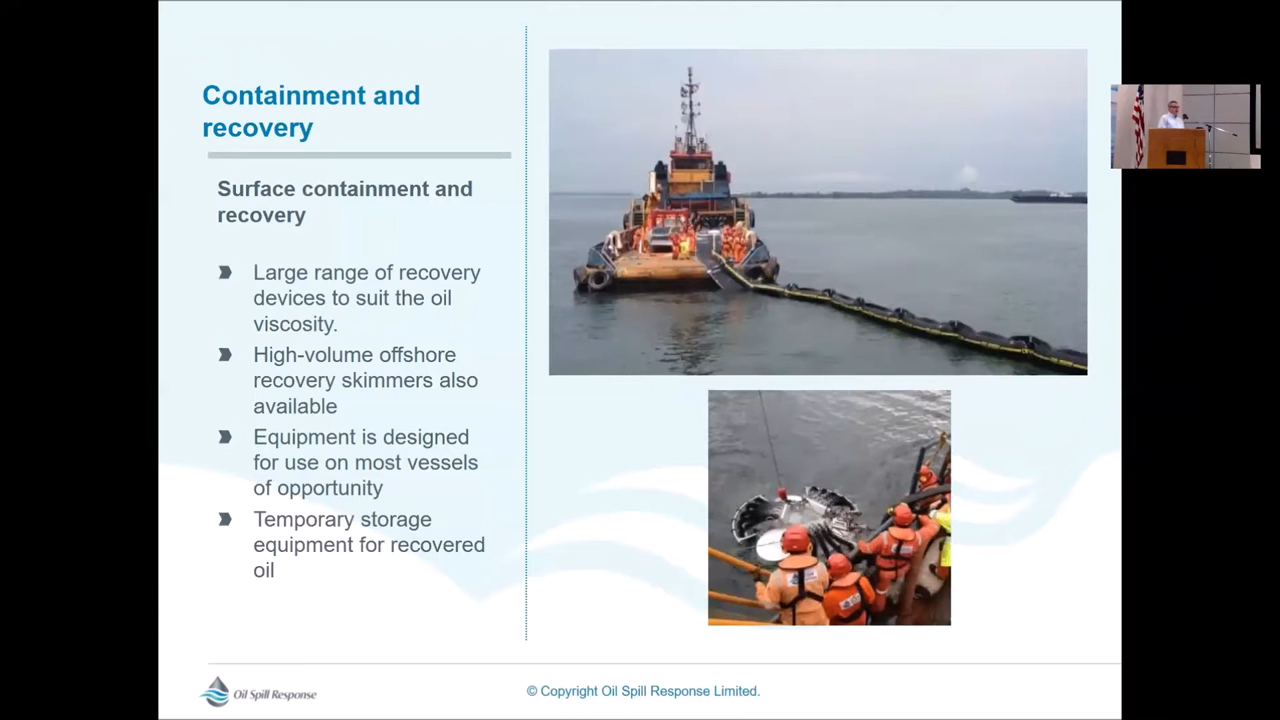 Containment and
recovery
Surface containment and
recovery
Large range of recovery
devices to suit the oil
viscosity.
High-volume offshore
recovery skimmers also
available
Equipment is designed
for use on most vessels
of opportunity
Temporary storage
equipment for recovered
oil
Oil Spill Response
© Copyright Oil Spill Response Limited.